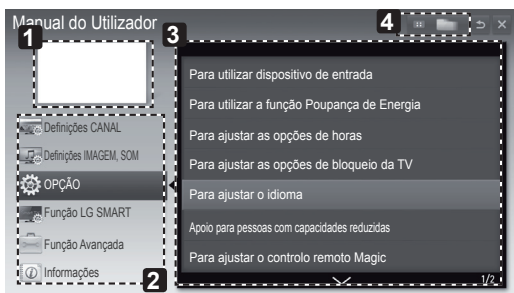 Manual do Utilizador
1
3
4
Definições CANAL
Definições IMAGEM, SOM
OPÇÃO
Função LG SMART
Função Avançada
Informações
2
Para utilizar dispositivo de entrada
Para utilizar a função Poupança de Energia
Para ajustar as opções de horas
Para ajustar as opções de bloqueio da TV
Para ajustar o idioma
Apoio para pessoas com capacidades reduzidas
Para ajustar o controlo remoto Magic
1/2